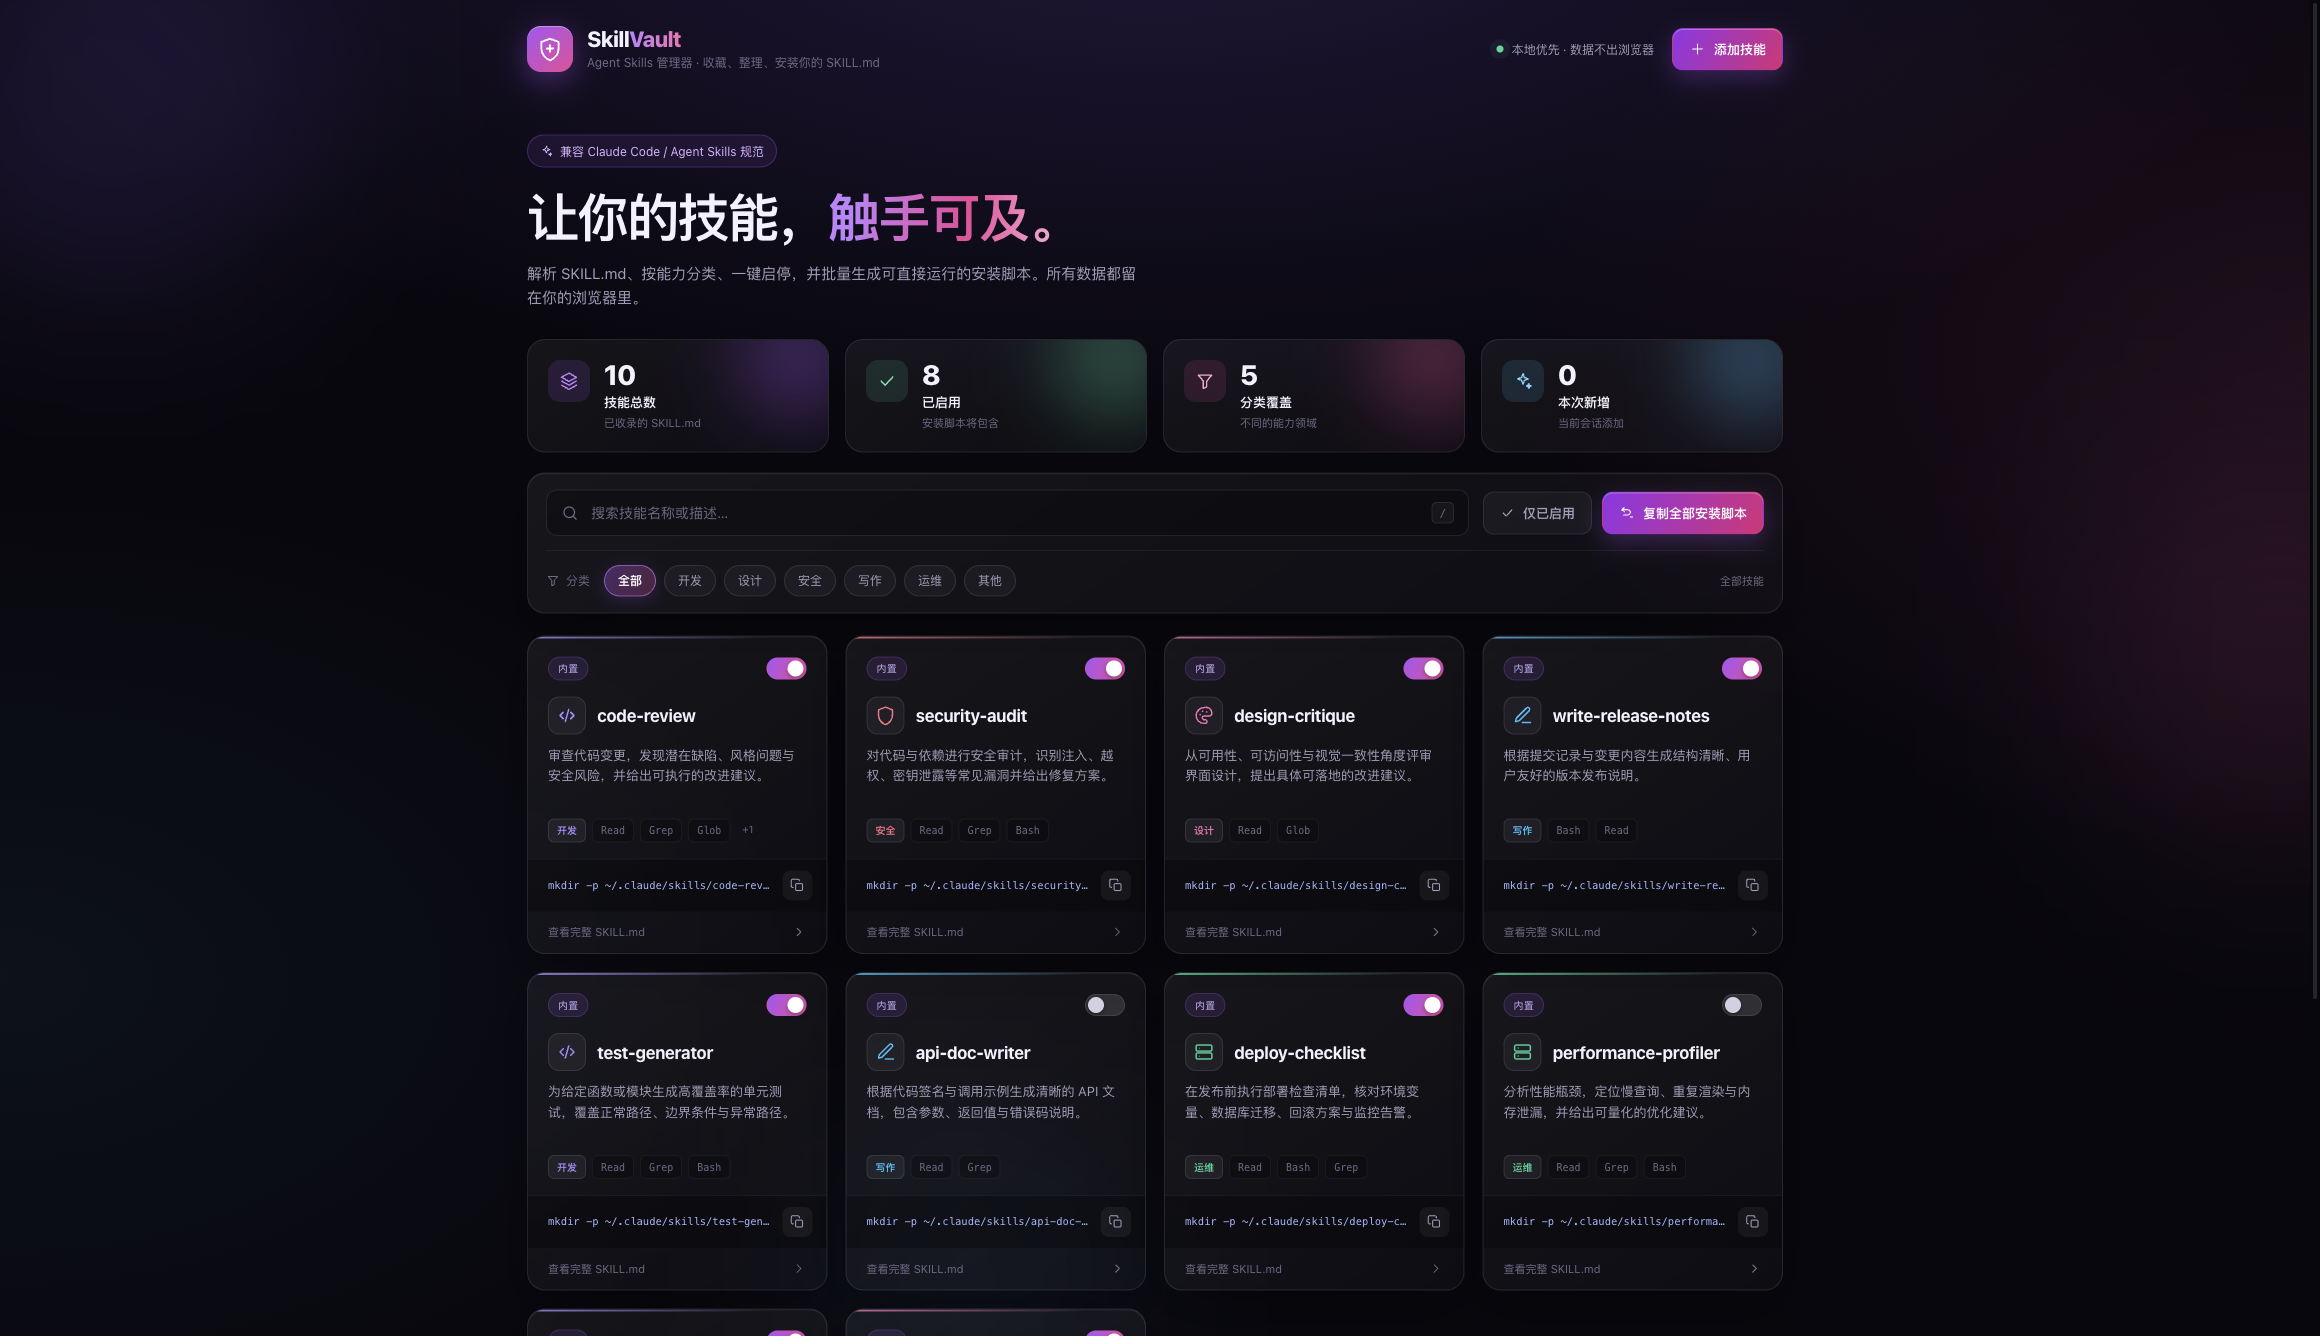 SkillVault
Agent Skills 管理器 · 收藏、整理、安装你的 SKILL.md
本地优先 · 数据不出浏览器
添加技能
兼容 Claude Code / Agent Skills 规范
让你的技能，触手可及。
解析 SKILL.md、按能力分类、一键启停，并批量生成可直接运行的安装脚本。所有数据都留
在你的浏览器里。
10
技能总数
已收录的 SKILL.md
8
已启用
安装脚本将包含
5
分类覆盖
不同的能力领域
0
本次新增
当前会话添加
搜索技能名称或描述...
/
仅已启用
复制全部安装脚本
分类
全部
开发
设计
安全
写作
运维
其他
全部技能
内置
code-review
审查代码变更，发现潜在缺陷、风格问题与
安全风险，并给出可执行的改进建议。
开发 Read Grep Glob +1
mkdir -p ~/.claude/skills/code-rev…
查看完整 SKILL.md
内置
security-audit
对代码与依赖进行安全审计，识别注入、越
权、密钥泄露等常见漏洞并给出修复方案。
安全 Read Grep Bash
mkdir -p ~/.claude/skills/security…
查看完整 SKILL.md
内置
design-critique
从可用性、可访问性与视觉一致性角度评审
界面设计，提出具体可落地的改进建议。
设计 Read Glob
mkdir -p ~/.claude/skills/design-c…
查看完整 SKILL.md
内置
write-release-notes
根据提交记录与变更内容生成结构清晰、用
户友好的版本发布说明。
写作 Bash Read
mkdir -p ~/.claude/skills/write-re…
查看完整 SKILL.md
内置
test-generator
为给定函数或模块生成高覆盖率的单元测
试，覆盖正常路径、边界条件与异常路径。
开发 Read Grep Bash
mkdir -p ~/.claude/skills/test-gen…
查看完整 SKILL.md
内置
api-doc-writer
根据代码签名与调用示例生成清晰的 API 文
档，包含参数、返回值与错误码说明。
写作 Read Grep
mkdir -p ~/.claude/skills/api-doc-…
查看完整 SKILL.md
内置
deploy-checklist
在发布前执行部署检查清单，核对环境变
量、数据库迁移、回滚方案与监控告警。
运维 Read Bash Grep
mkdir -p ~/.claude/skills/deploy-c…
查看完整 SKILL.md
内置
performance-profiler
分析性能瓶颈，定位慢查询、重复渲染与内
存泄漏，并给出可量化的优化建议。
运维 Read Grep Bash
mkdir -p ~/.claude/skills/performa…
查看完整 SKILL.md